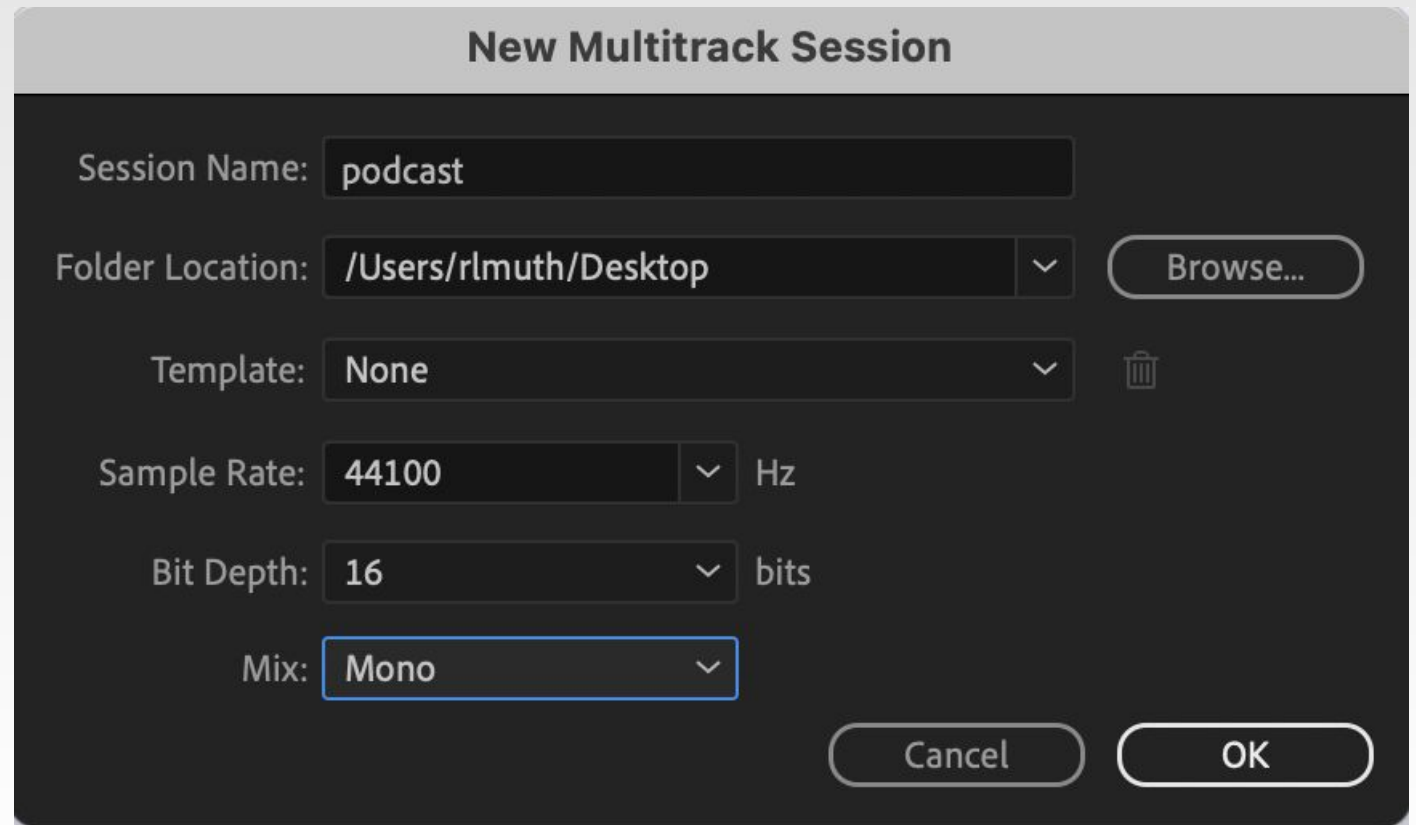 New Multitrack Session
Session Name: podcast
Folder Location: /Users/rlmuth/Desktop Browse...
Template: None
Sample Rate: 44100 Hz
Bit Depth: 16 bits
Mix: Mono
Cancel OK